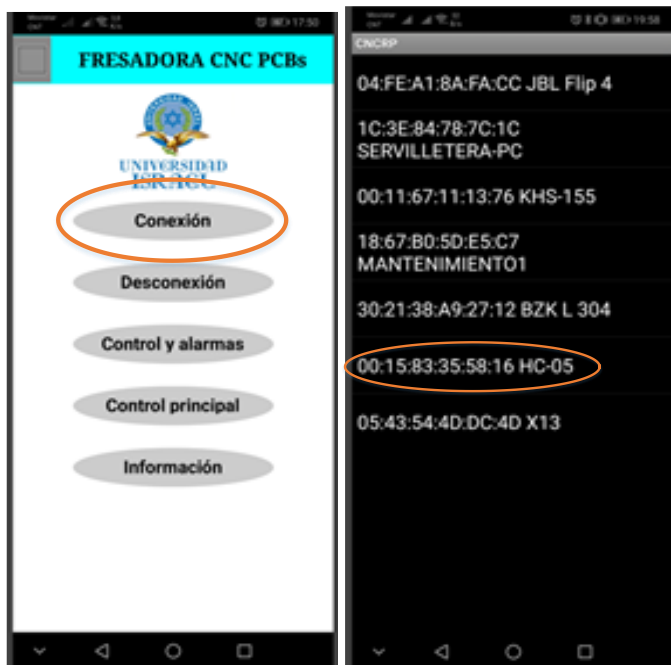 17:50
FRESADORA CNC PCBs
UNIVERSIDAD
ISRAEL
Conexión
Desconexión
Control y alarmas
Control principal
Información
19:58
CNCRP
04:FE:A1:8A:FA:CC JBL Flip 4
1C:3E:84:78:7C:1C
SERVILLETERA-PC
00:11:67:11:13:76 KHS-155
18:67:B0:5D:E5:C7
MANTENIMIENTO1
30:21:38:A9:27:12 BZK L 304
00:15:83:35:58:16 HC-05
05:43:54:4D:DC:4D X13